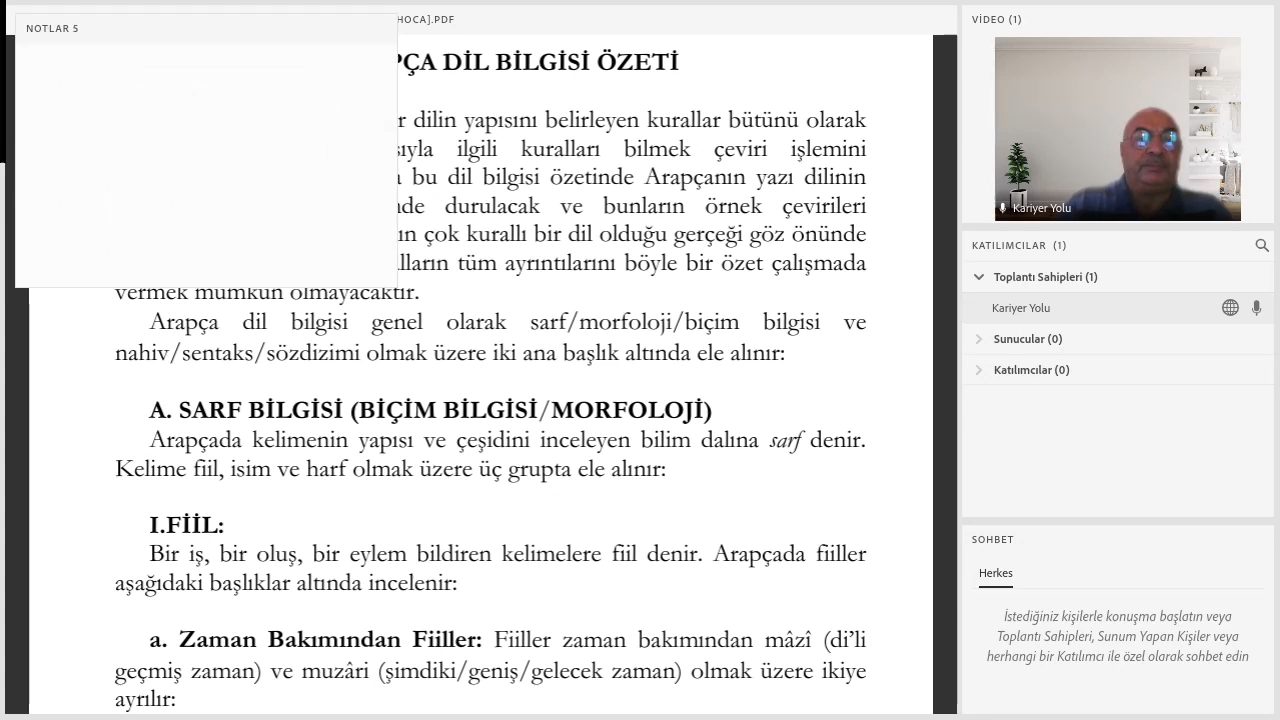 NOTLAR 5
HOCA].PDF
ÇA DİL BİLGİSİ ÖZETİ
r dilin yapısını belirleyen kurallar bütünü olarak
ilgili kuralları bilmek çeviri işlemini
bu dil bilgisi özetinde Arapçanın yazı dilinin
durulacak ve bunların örnek çevirileri
çok kurallı bir dil olduğu gerçeği göz önünde
tüm ayrıntılarını böyle bir özet çalışmada
vermek mümkün olmayacaktır.
Arapça dil bilgisi genel olarak sarf/morfoloji/biçim bilgisi ve
nahiv/sentaks/sözdizimi olmak üzere iki ana başlık altında ele alınır:
A. SARF BİLGİSİ (BİÇİM BİLGİSİ/MORFOLOJİ)
Arapçada kelimenin yapısı ve çeşidini inceleyen bilim dalına sarf denir.
Kelime fiil, isim ve harf olmak üzere üç grupta ele alınır:
I.FİİL:
Bir iş, bir oluş, bir eylem bildiren kelimelere fiil denir. Arapçada fiiller
aşağıdaki başlıklar altında incelenir:
a. Zaman Bakımından Fiiller: Fiiller zaman bakımından mâzî (di’li
geçmiş zaman) ve muzâri (şimdiki/geniş/gelecek zaman) olmak üzere ikiye
ayrılır:
VİDEO (1)
Kariyer Yolu
KATILIMCILAR (1)
Toplantı Sahipleri (1)
Kariyer Yolu
Sunucular (0)
Katılımcılar (0)
SOHBET
Herkes
İstediğiniz kişilerle konuşma başlatın veya
Toplantı Sahipleri, Sunum Yapan Kişiler veya
herhangi bir Katılımcı ile özel olarak sohbet edin